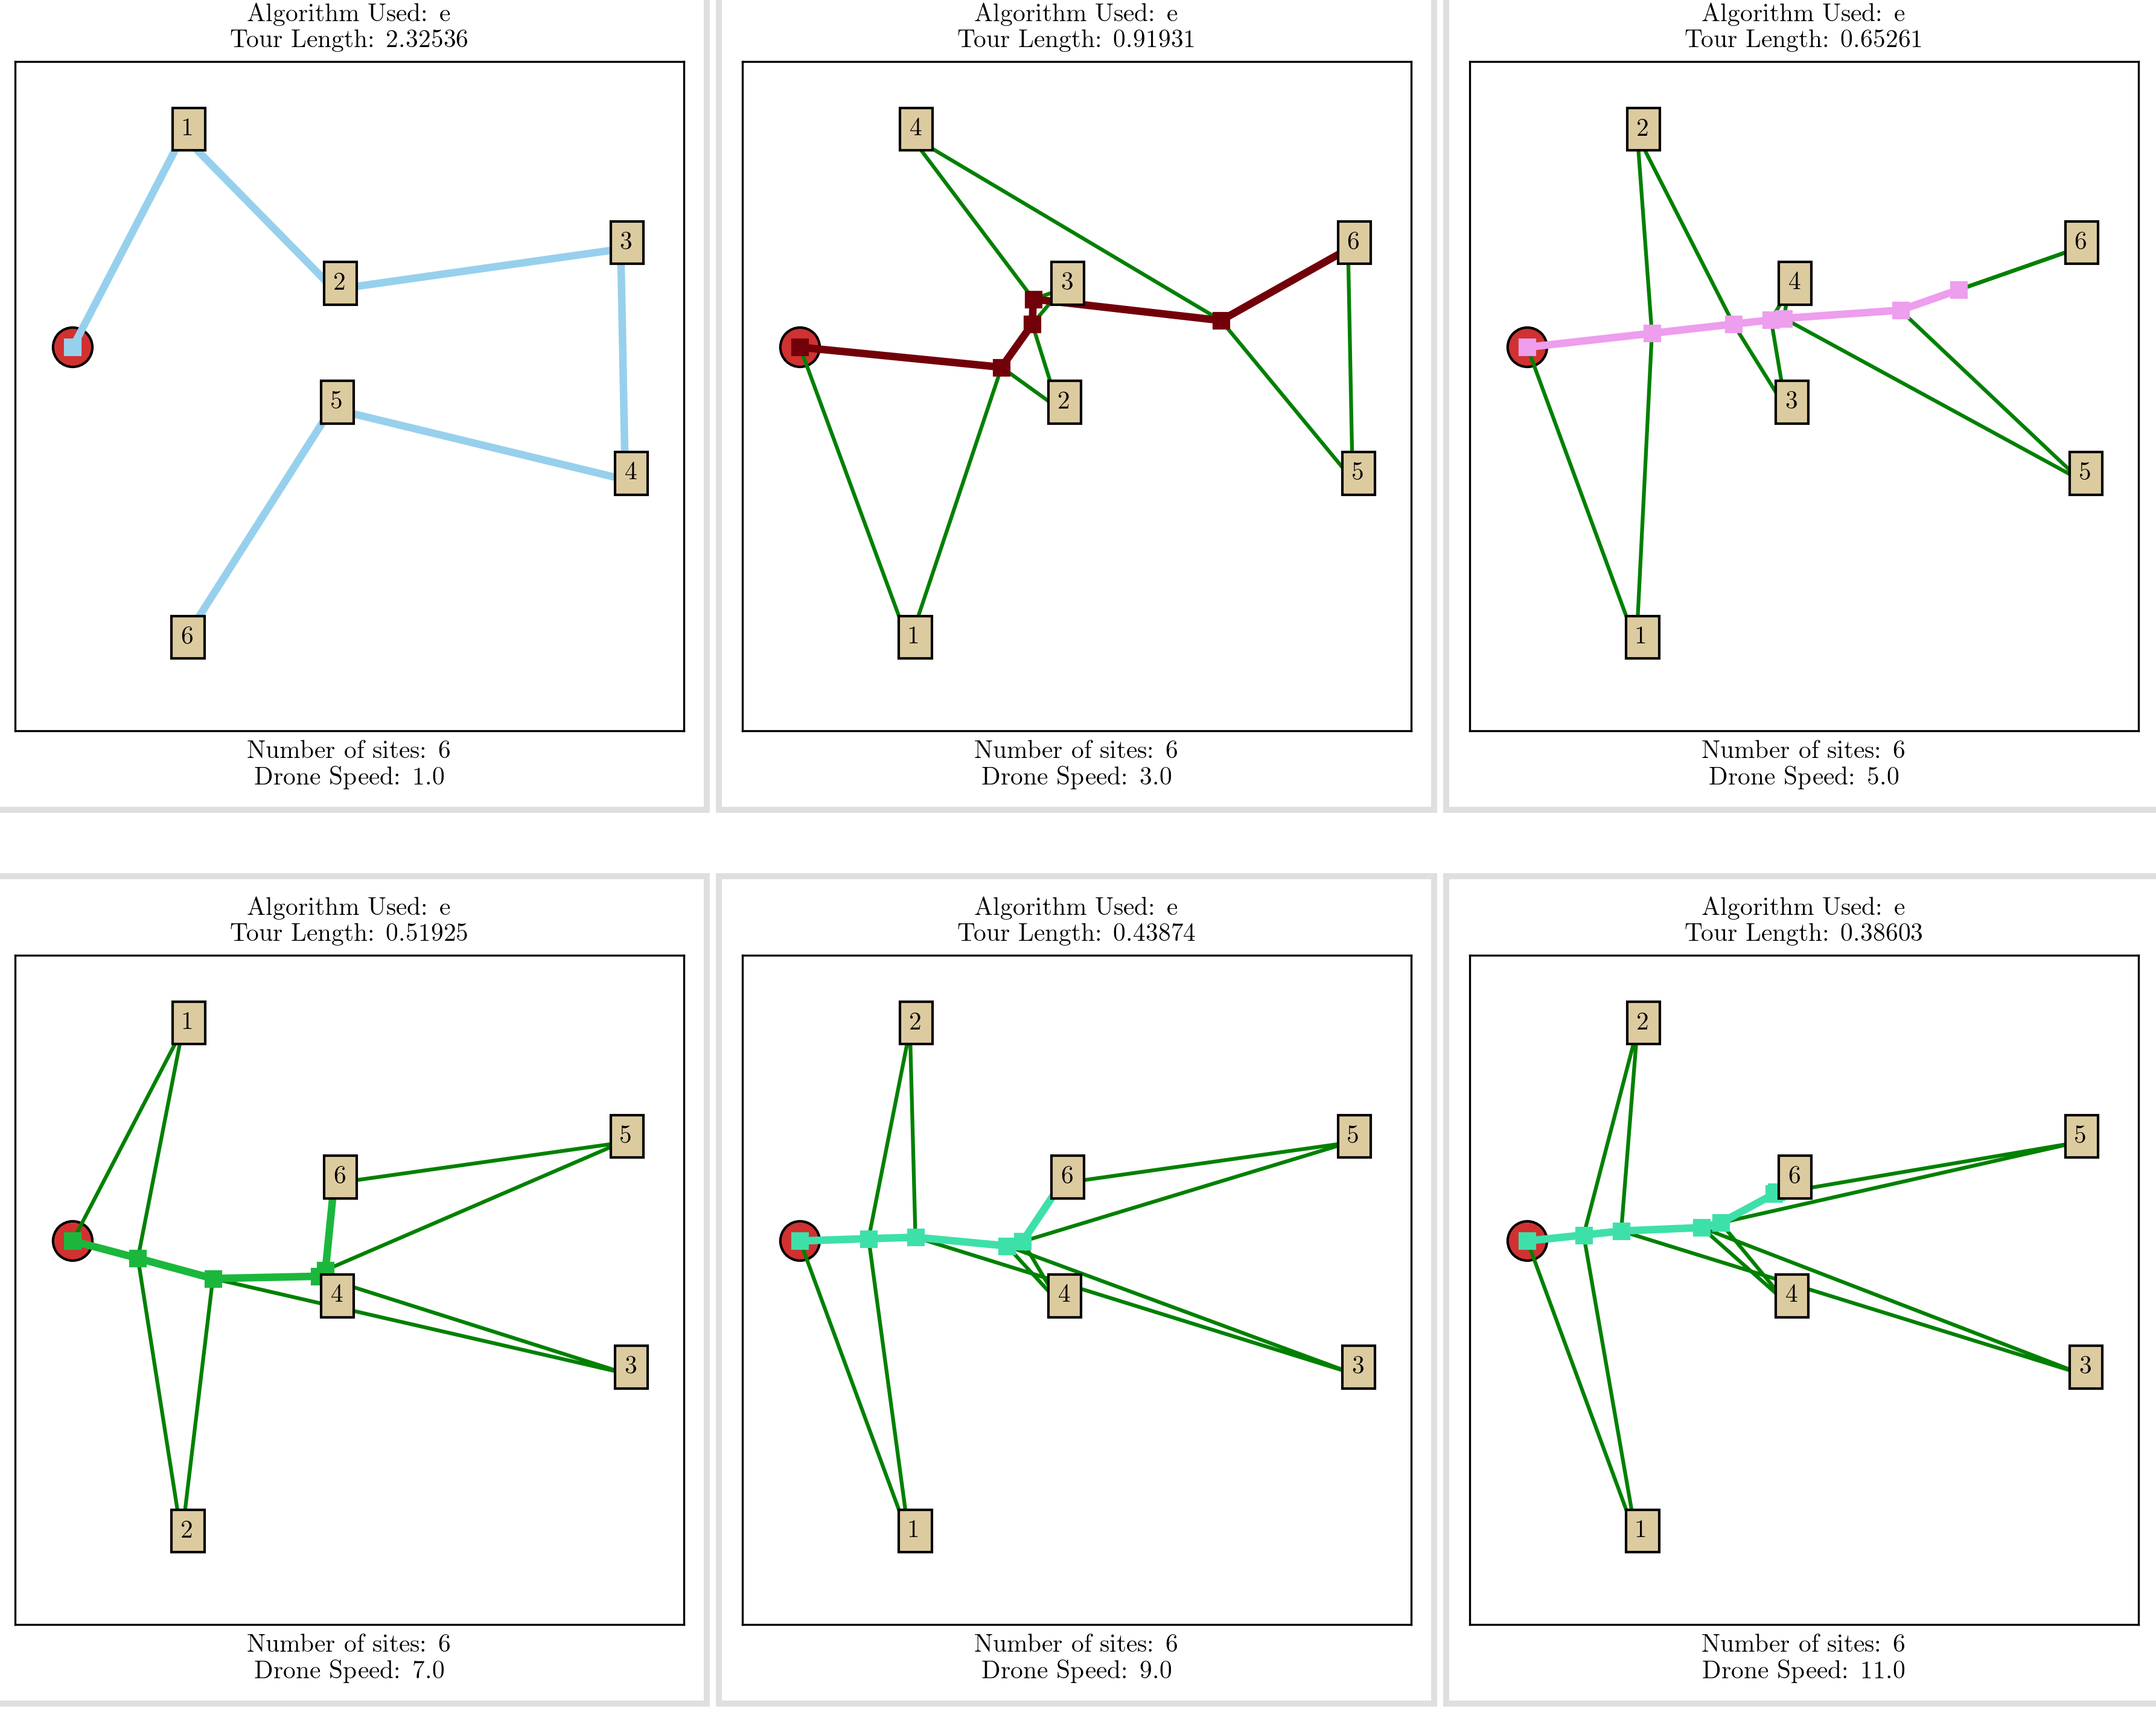 Algorithm Used: e
Tour Length: 2.32536
1
3
2
5
4
6
Number of sites: 6
Drone Speed: 1.0
Algorithm Used: e
Tour Length: 0.91931
4
6
3
2
5
1
Number of sites: 6
Drone Speed: 3.0
Algorithm Used: e
Tour Length: 0.65261
2
6
4
3
5
1
Number of sites: 6
Drone Speed: 5.0
Algorithm Used: e
Tour Length: 0.51925
1
5
6
4
3
2
Number of sites: 6
Drone Speed: 7.0
Algorithm Used: e
Tour Length: 0.43874
2
5
6
4
3
1
Number of sites: 6
Drone Speed: 9.0
Algorithm Used: e
Tour Length: 0.38603
2
5
6
4
3
1
Number of sites: 6
Drone Speed: 11.0